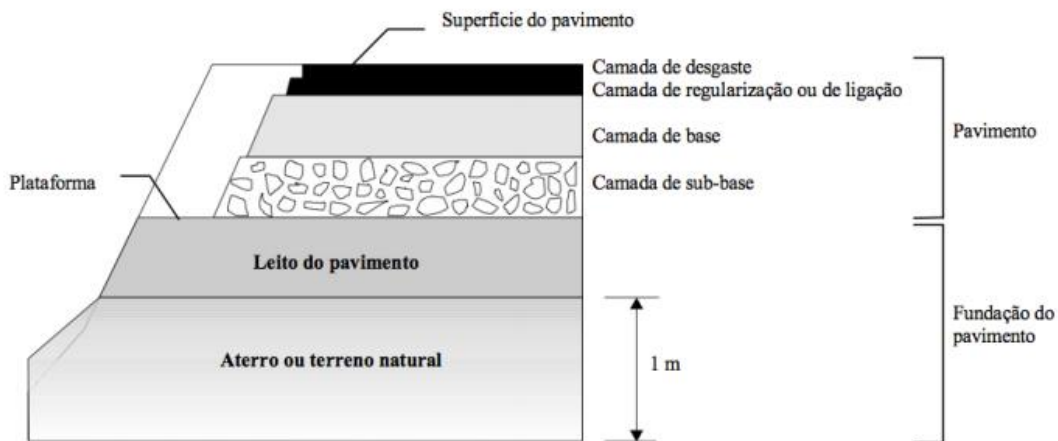 Superfície do pavimento
Camada de desgaste
Camada de regularização ou de ligação
Camada de base
Pavimento
Plataforma
Camada de sub-base
Leito do pavimento
Aterro ou terreno natural
1 m
Fundação do
pavimento